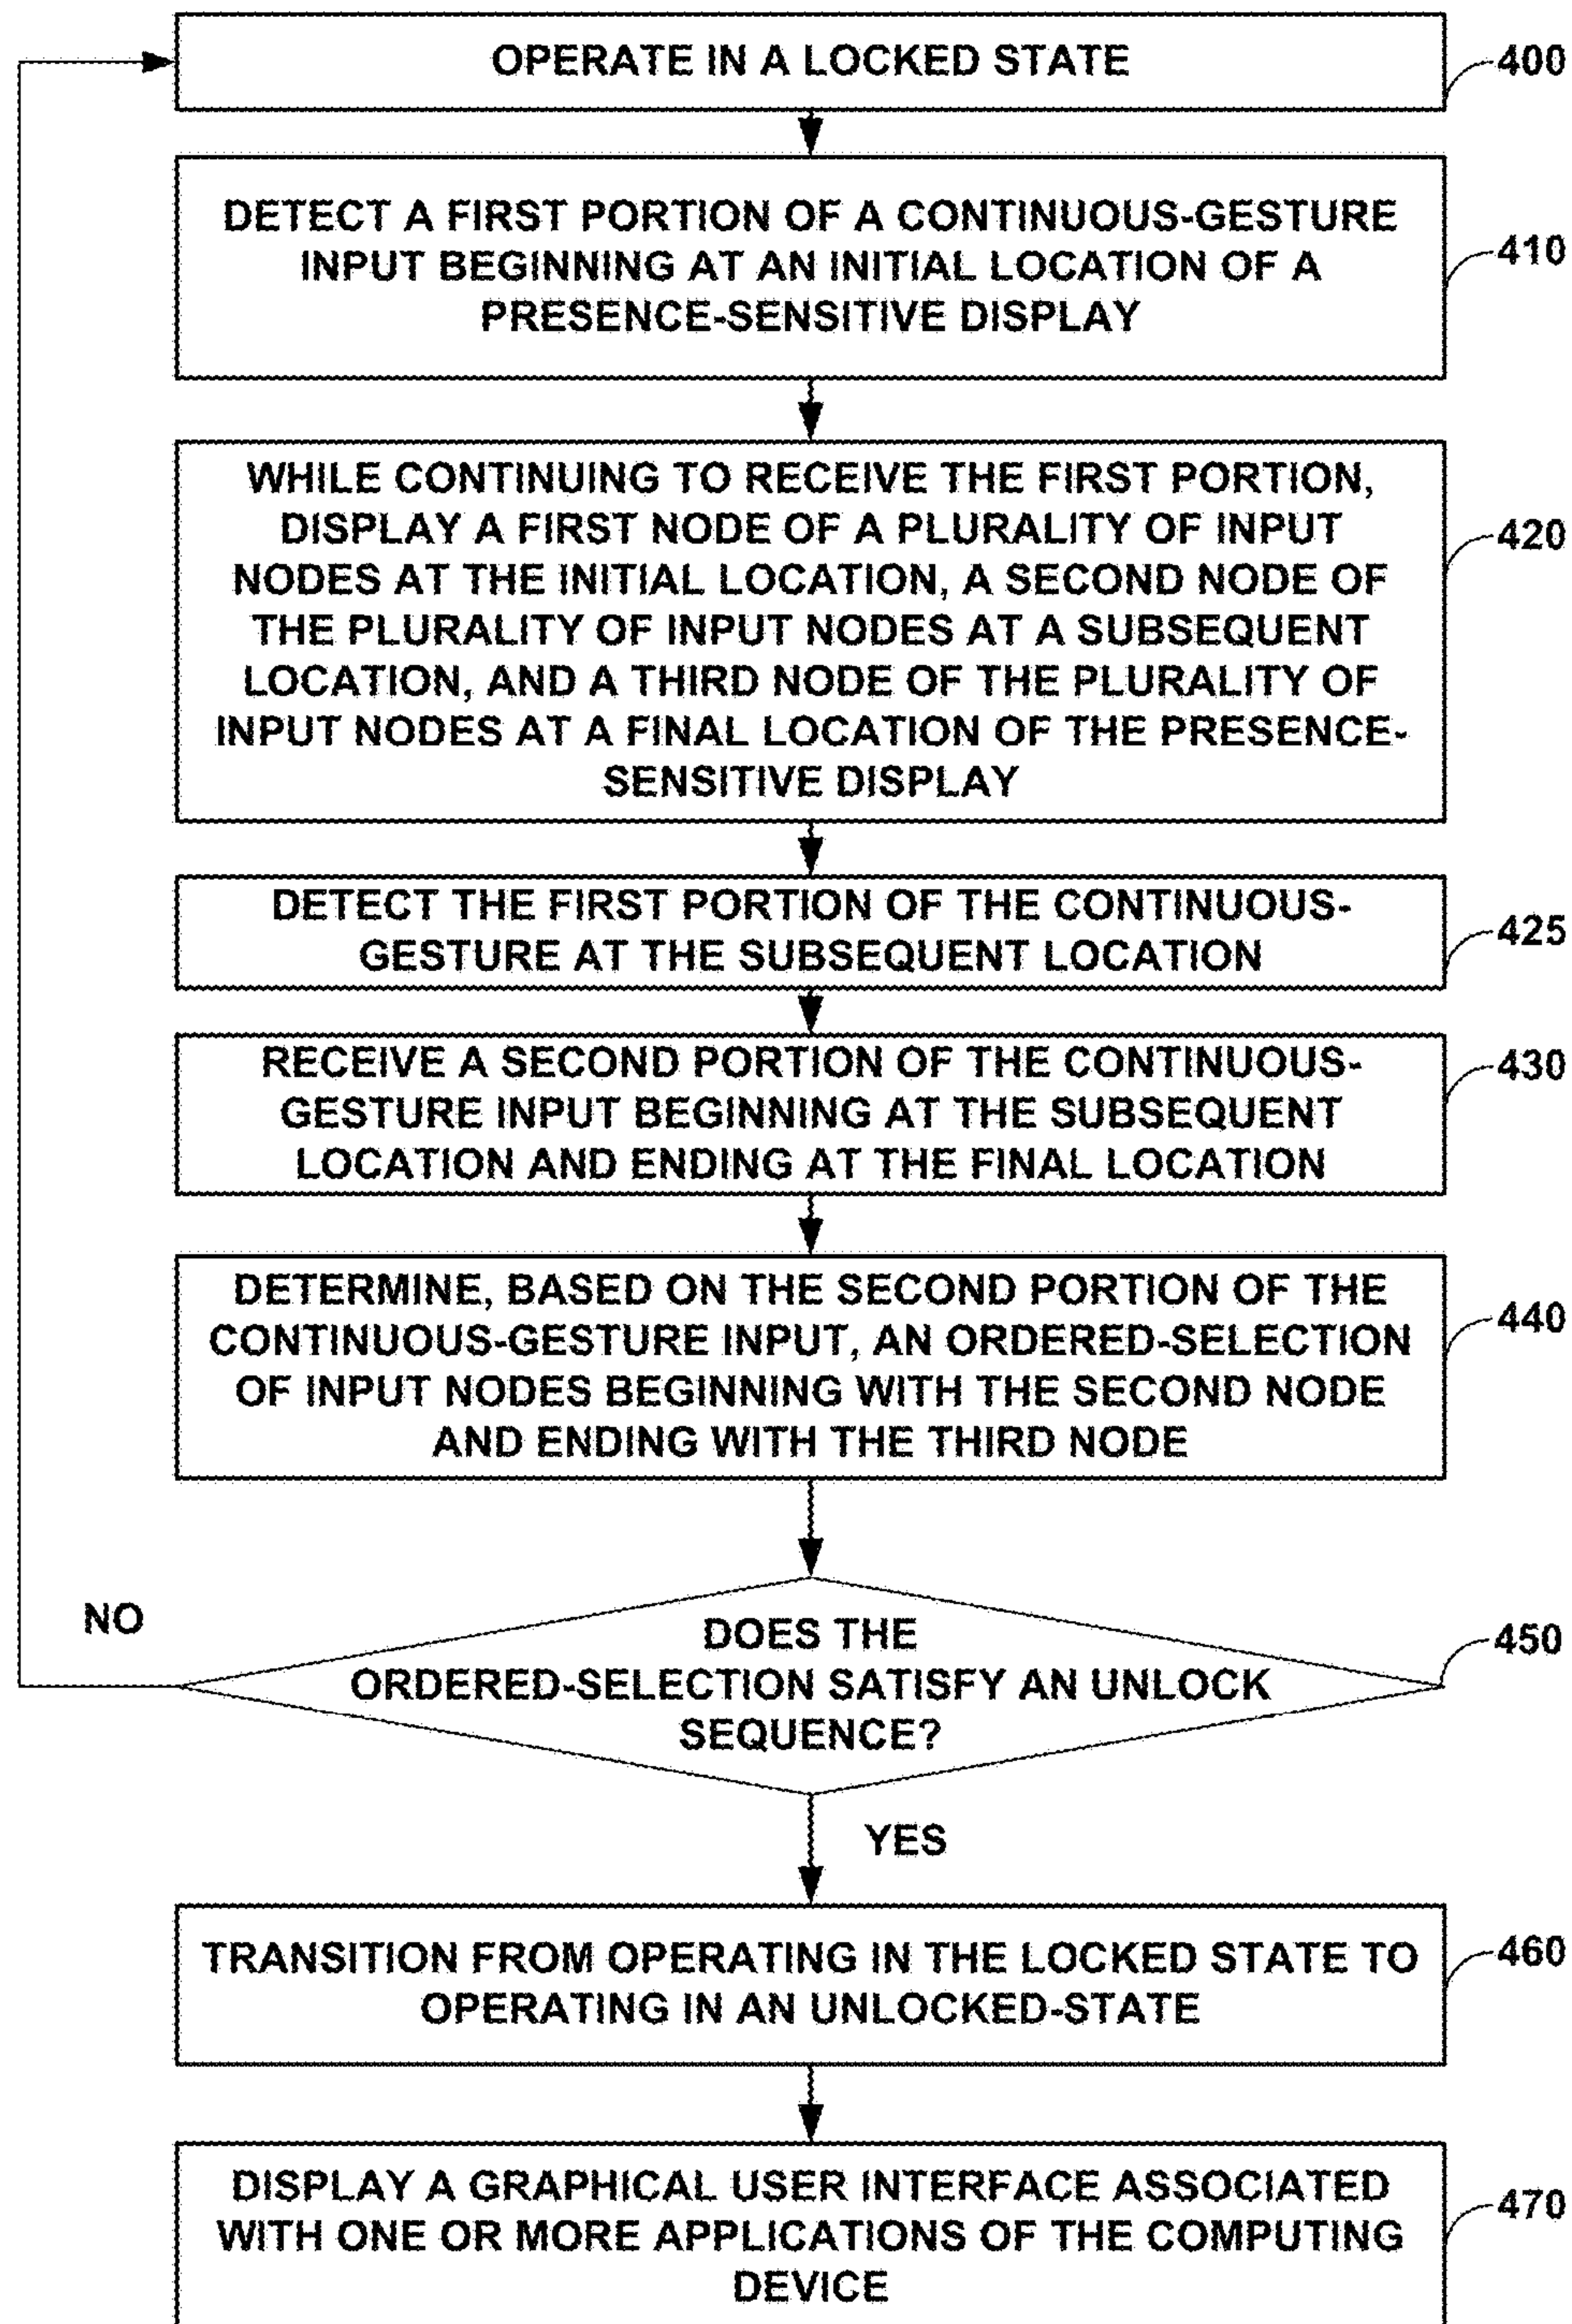 OPERATE IN A LOCKED STATE
400
DETECT A FIRST PORTION OF A CONTINUOUS-GESTURE
INPUT BEGINNING AT AN INITIAL LOCATION OF A
PRESENCE-SENSITIVE DISPLAY
410
WHILE CONTINUING TO RECEIVE THE FIRST PORTION,
DISPLAY A FIRST NODE OF A PLURALITY OF INPUT
NODES AT THE INITIAL LOCATION, A SECOND NODE OF
THE PLURALITY OF INPUT NODES AT A SUBSEQUENT
LOCATION, AND A THIRD NODE OF THE PLURALITY OF
INPUT NODES AT A FINAL LOCATION OF THE PRESENCE-
SENSITIVE DISPLAY
420
DETECT THE FIRST PORTION OF THE CONTINUOUS-
GESTURE AT THE SUBSEQUENT LOCATION
425
RECEIVE A SECOND PORTION OF THE CONTINUOUS-
GESTURE INPUT BEGINNING AT THE SUBSEQUENT
LOCATION AND ENDING AT THE FINAL LOCATION
430
DETERMINE, BASED ON THE SECOND PORTION OF THE
CONTINUOUS-GESTURE INPUT, AN ORDERED-SELECTION
OF INPUT NODES BEGINNING WITH THE SECOND NODE
AND ENDING WITH THE THIRD NODE
440
NO
DOES THE
ORDERED-SELECTION SATISFY AN UNLOCK
SEQUENCE?
450
YES
TRANSITION FROM OPERATING IN THE LOCKED STATE TO
OPERATING IN AN UNLOCKED-STATE
460
DISPLAY A GRAPHICAL USER INTERFACE ASSOCIATED
WITH ONE OR MORE APPLICATIONS OF THE COMPUTING
DEVICE
470